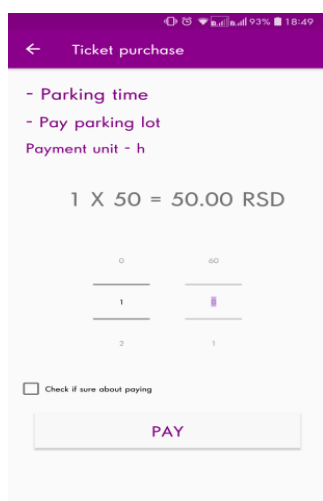 93% 18:49
Ticket purchase
- Parking time
- Pay parking lot
Payment unit - h
1 X 50 = 50.00 RSD
0 60
1 0
2 1
Check if sure about paying
PAY